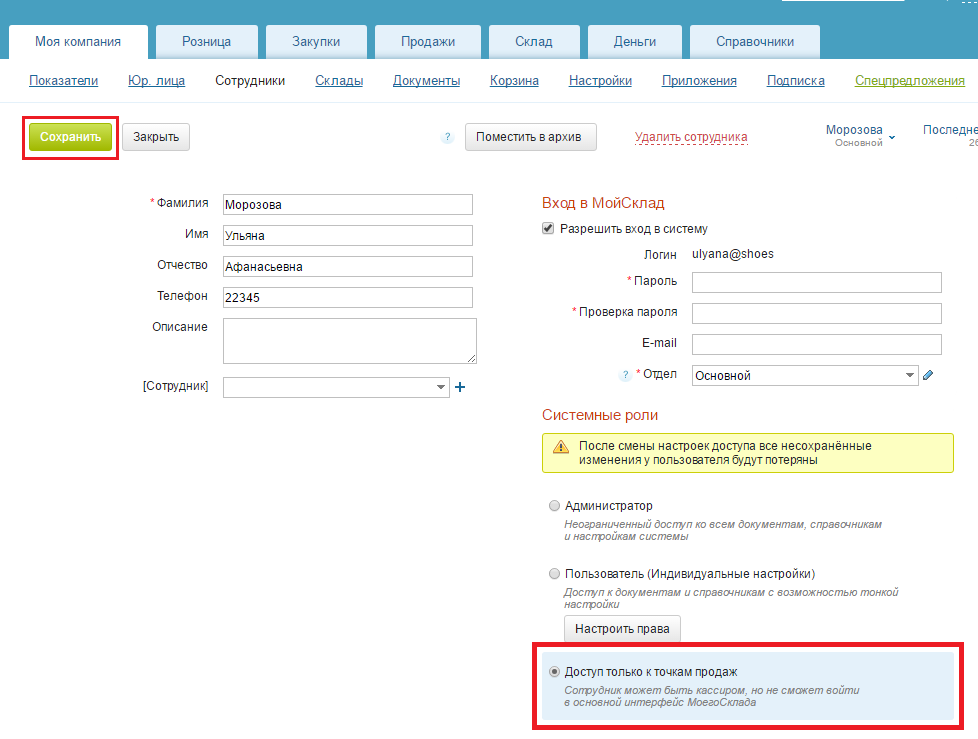 Моя компания Розница Закупки Продажи Склад Деньги Справочники
Показатели Юр. лица Сотрудники Склады Документы Корзина Настройки Приложения Подписка Спецпредложения
Сохранить Закрыть ? Поместить в архив Удалить сотрудника Морозова
Основной
* Фамилия Морозова
Имя Ульяна
Отчество Афанасьевна
Телефон 22345
Описание
[Сотрудник]
Вход в МойСклад
Разрешить вход в систему
Логин ulyana@shoes
* Пароль
* Проверка пароля
E-mail
? * Отдел Основной
Системные роли
После смены настроек доступа все несохранённые
изменения у пользователя будут потеряны
Администратор
Неограниченный доступ ко всем документам, справочникам
и настройкам системы
Пользователь (Индивидуальные настройки)
Доступ к документам и справочникам с возможностью тонкой
настройки
Настроить права
Доступ только к точкам продаж
Сотрудник может быть кассиром, но не сможет войти
в основной интерфейс МоегоСклада